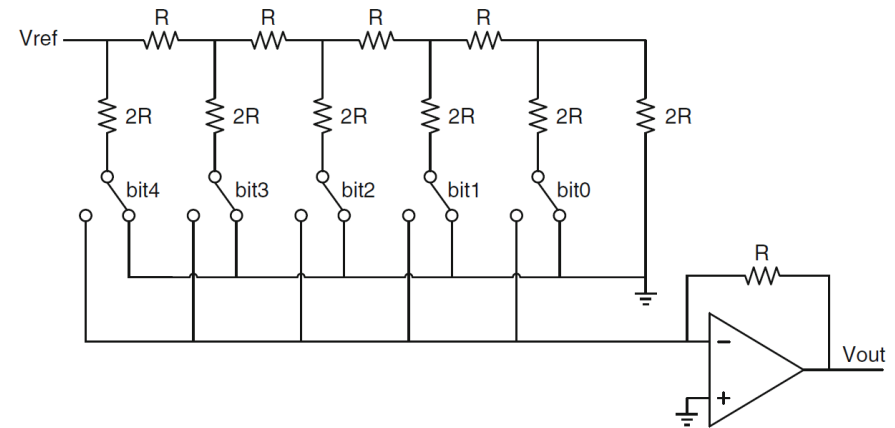 R R R R
Vref
2R 2R 2R 2R 2R 2R
bit4 bit3 bit2 bit1 bit0
R
−
Vout
+